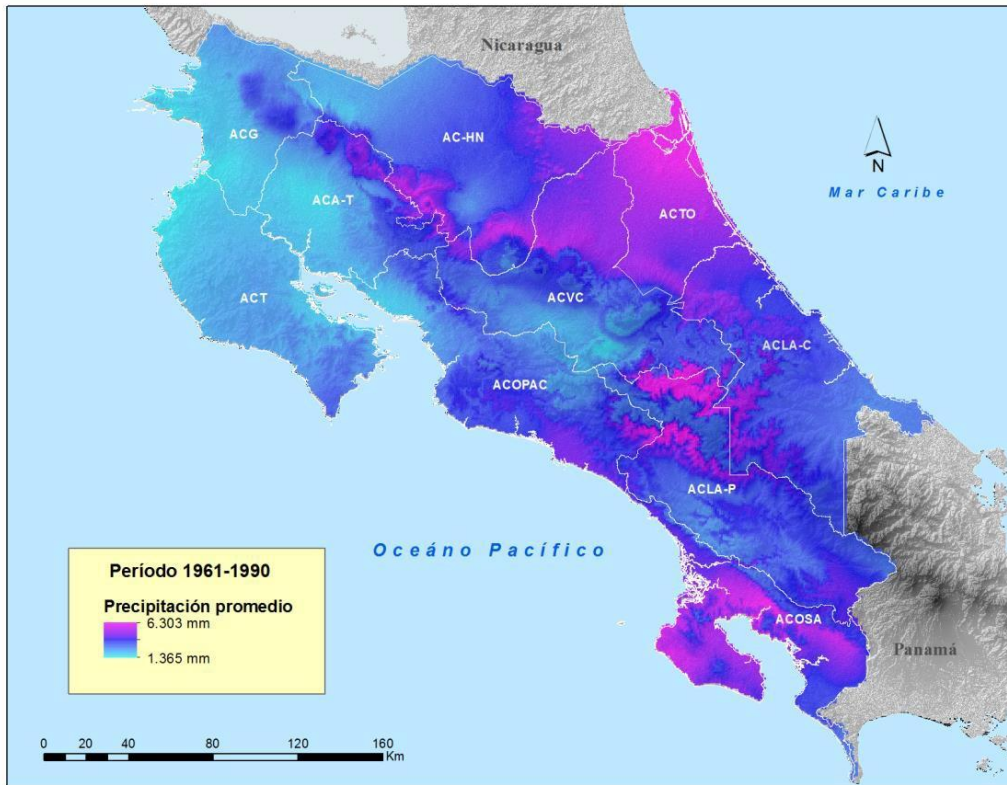 Nicaragua
N
Mar Caribe
ACG
AC-HN
ACA-T
ACTO
ACT
ACVC
ACLA-C
ACOPAC
ACLA-P
Oceáno Pacífico
ACOSA
Panamá
Período 1961-1990
Precipitación promedio
6.303 mm
1.365 mm
0 20 40 80 120 160
Km